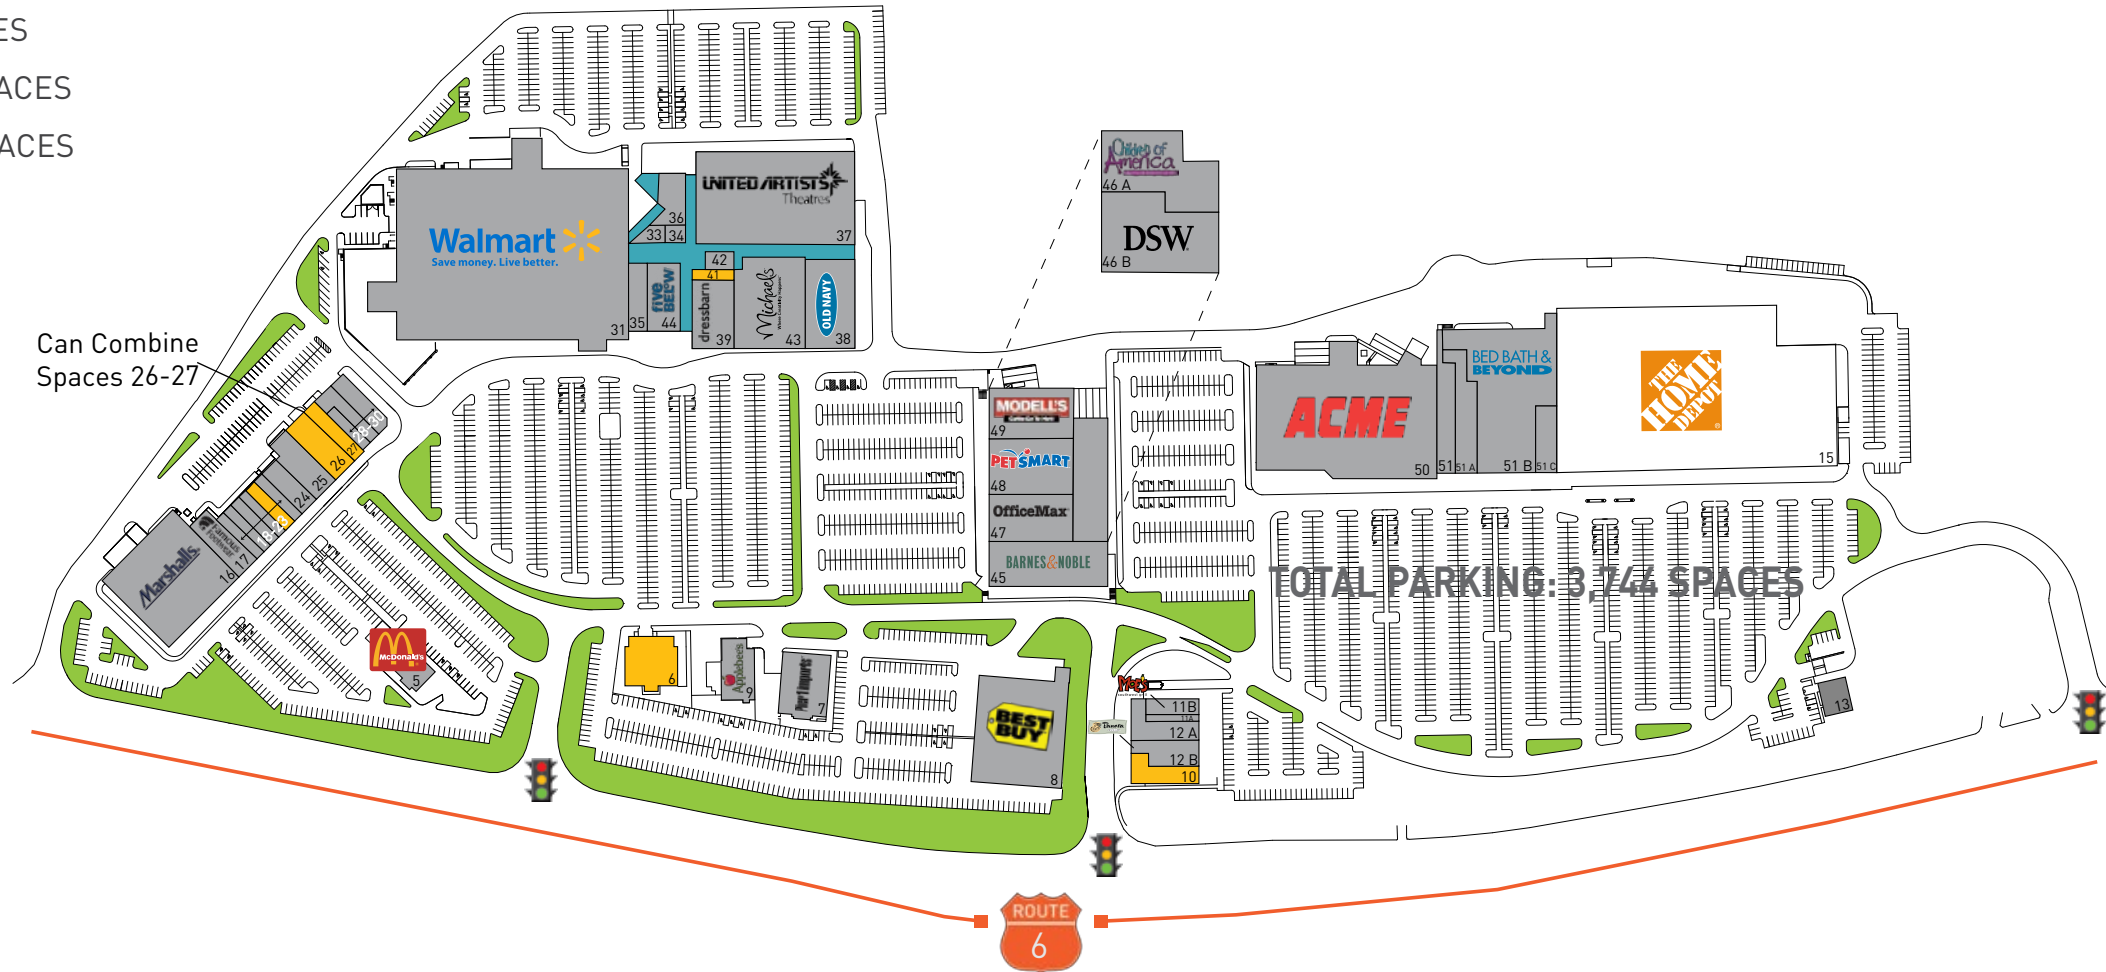 ES
ACES
ACES
Can Combine
Spaces 26-27
Walmart
Save money. Live better.
31
UNITED ARTISTS
Theatres
37
36
33
34
35
five
BELOW
44
42
41
dressbarn
39
Michaels
43
OLD NAVY
38
Children of
America
46 A
DSW
46 B
MODELL'S
49
PETSMART
48
OfficeMax
47
BARNES&NOBLE
45
ACME
50
51
51 A
BED BATH &
BEYOND
51 B
51 C
THE
HOME
DEPOT
15
28-30
27
26
25
24
18-23
17
16
Famous
Footwear
Marshalls
McDonald's
5
6
Applebee's
9
Pier 1 imports
7
BEST
BUY
8
Moe's
Panera
11B
11A
12 A
12 B
10
13
TOTAL PARKING: 3,744 SPACES
ROUTE
6